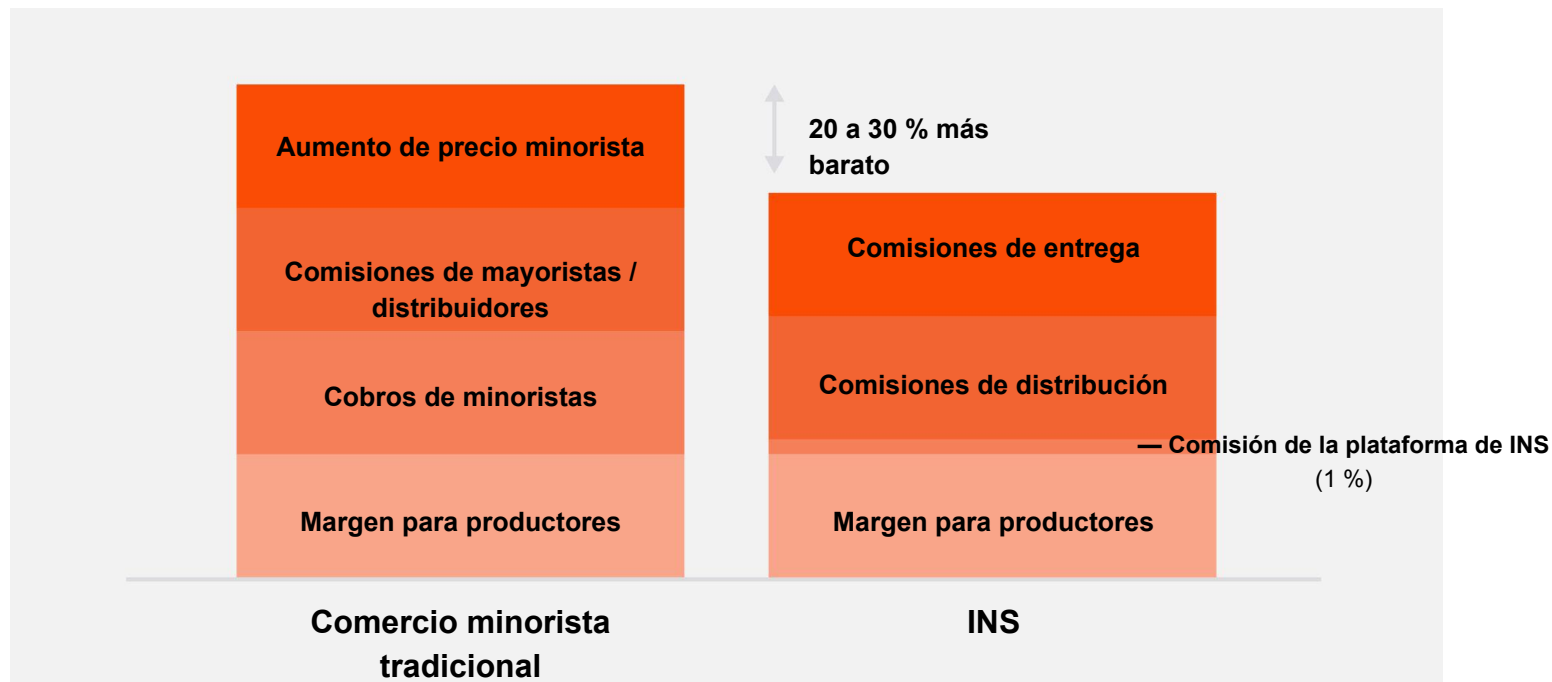 Aumento de precio minorista
Comisiones de mayoristas /
distribuidores
Cobros de minoristas
Margen para productores
20 a 30 % más
barato
Comisiones de entrega
Comisiones de distribución
— Comisión de la plataforma de INS
(1 %)
Margen para productores
Comercio minorista
tradicional
INS